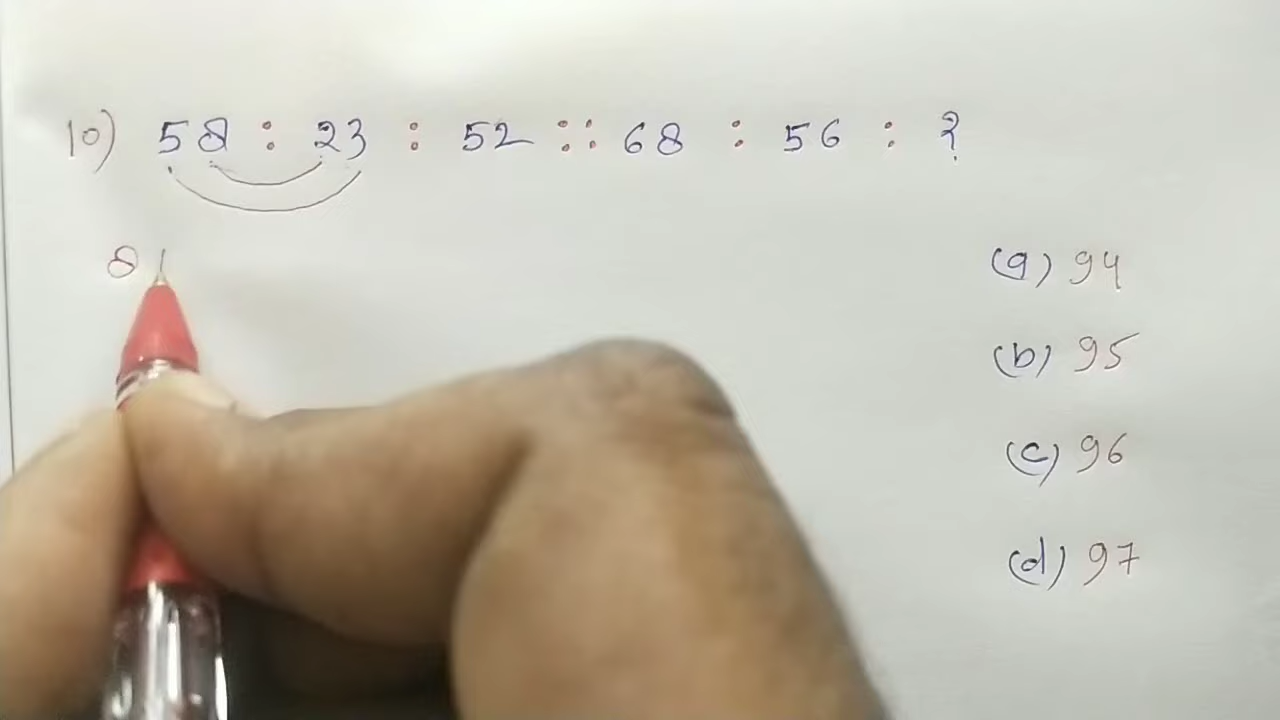 10) 58 : 23 : 52 :: 68 : 56 : ?
8
(a) 94
(b) 95
(c) 96
(d) 97